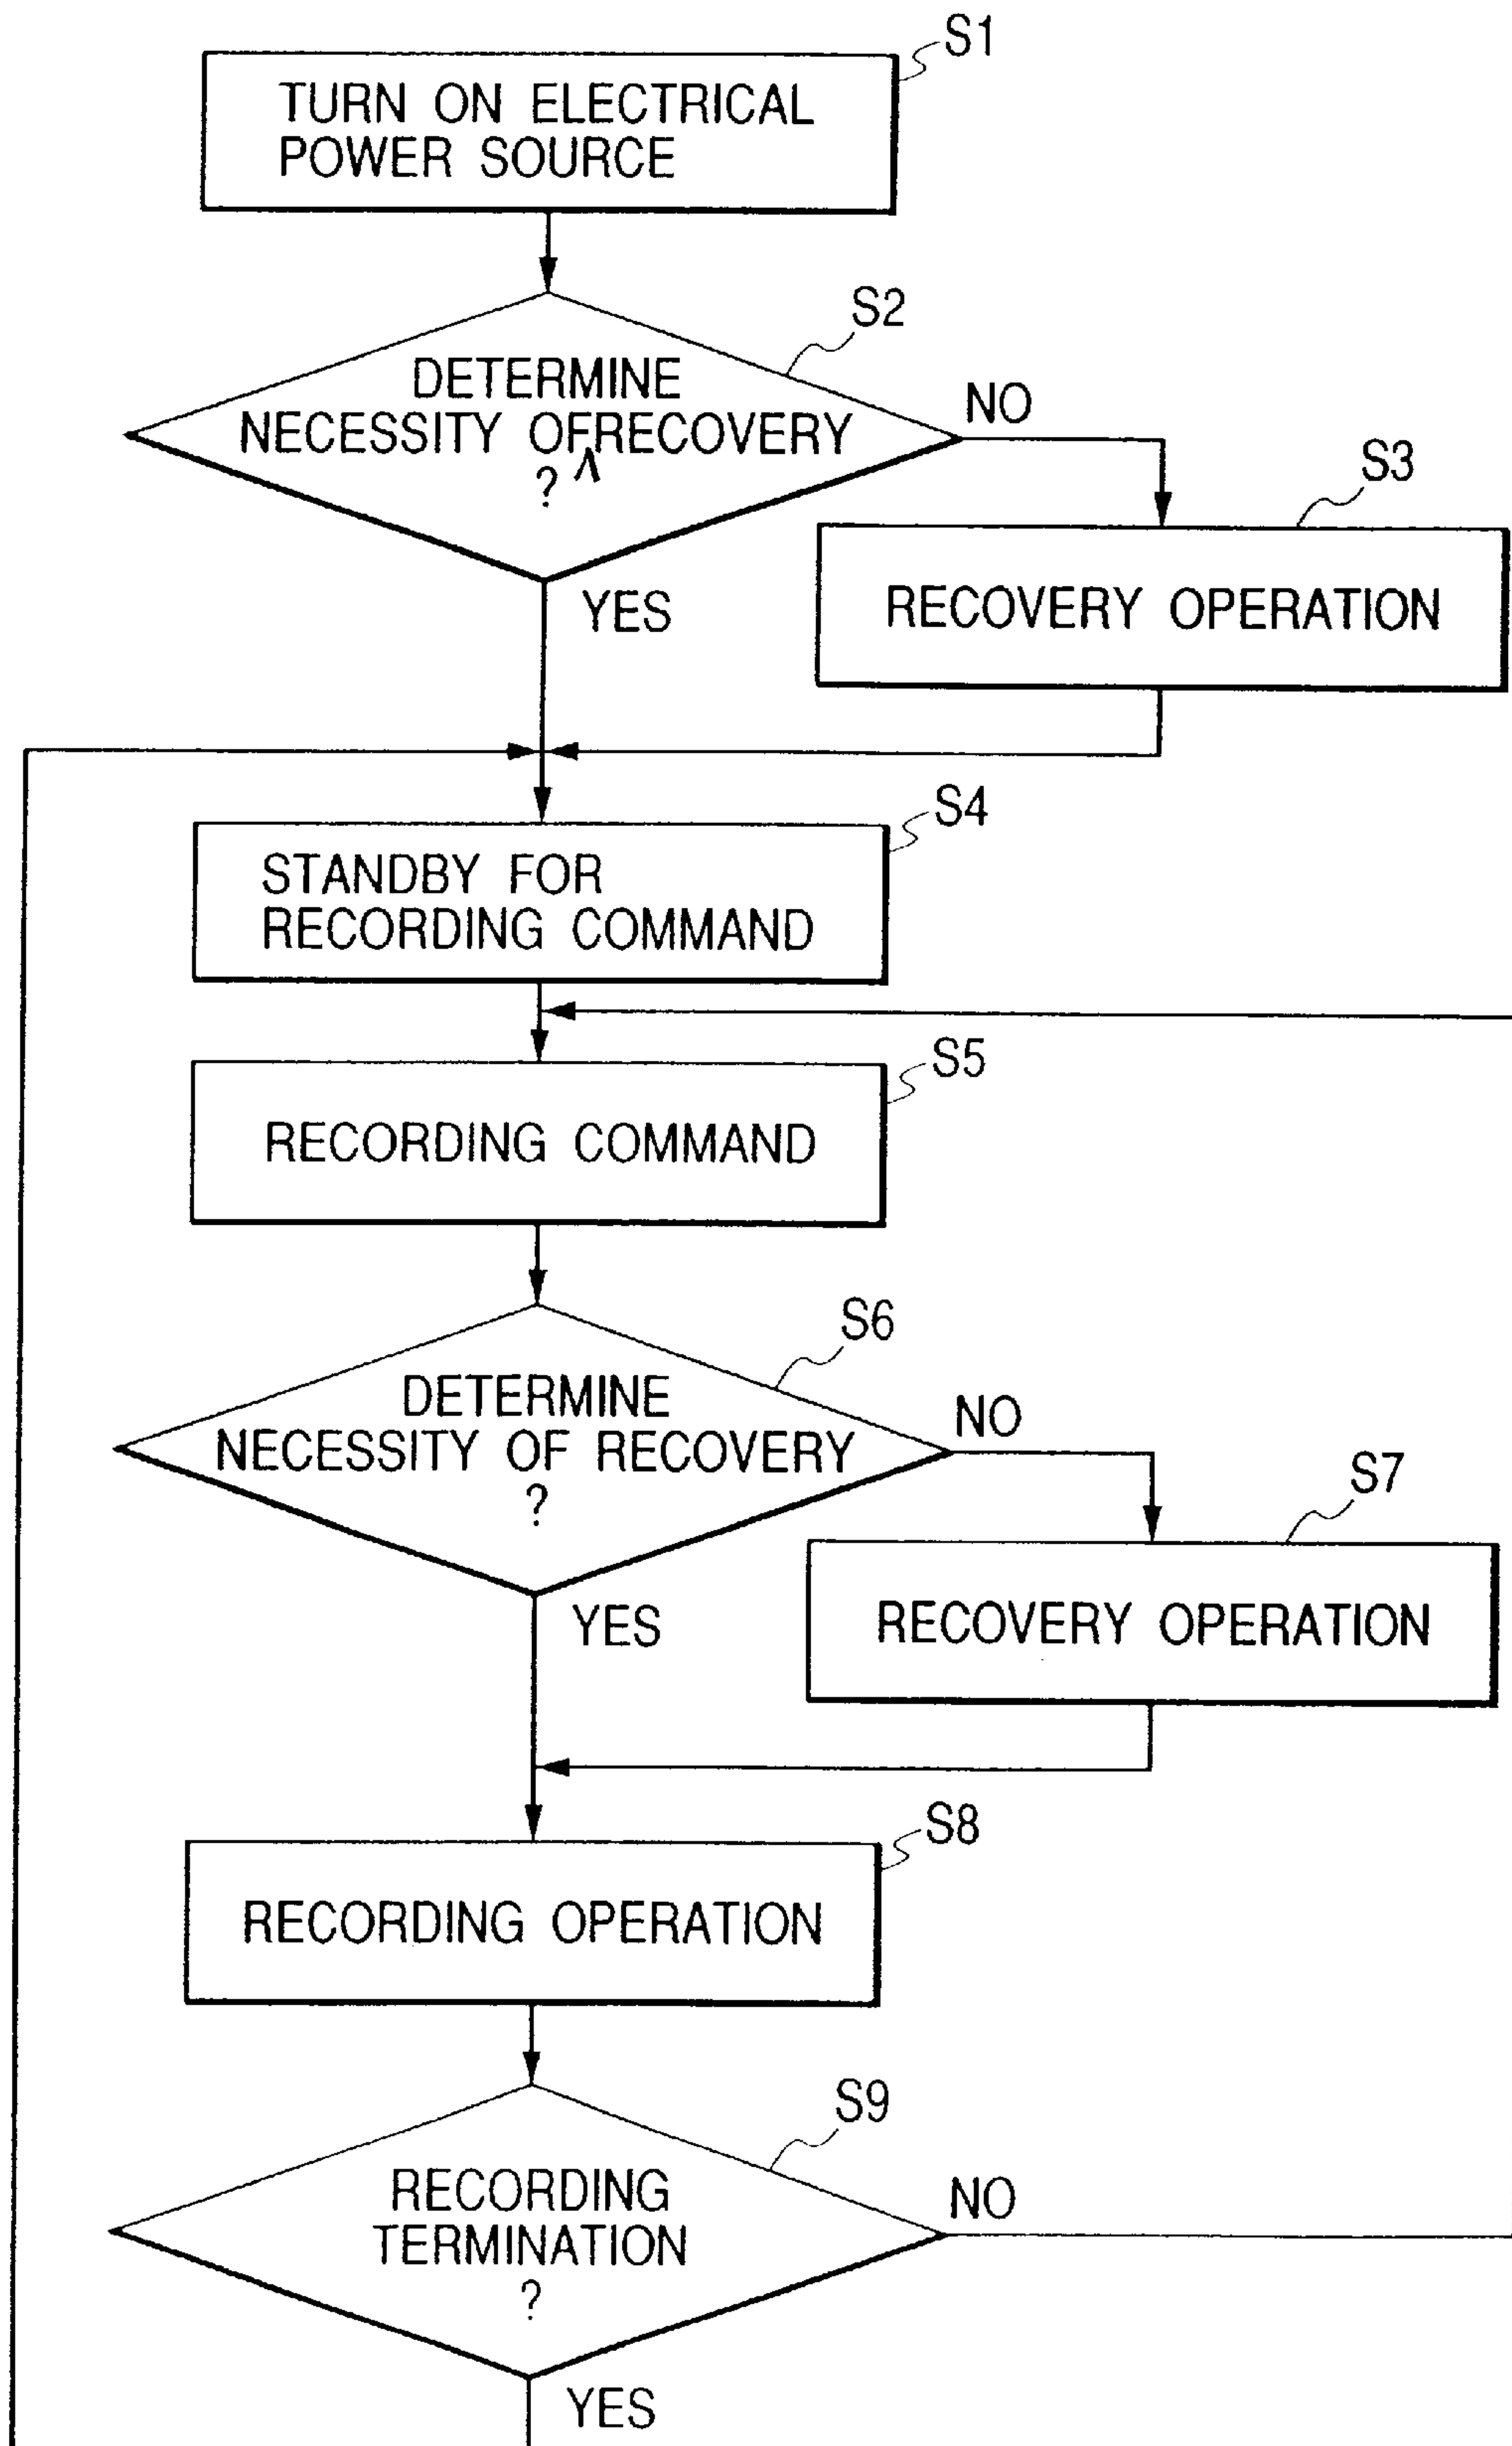 S1
TURN ON ELECTRICAL
POWER SOURCE
S2
DETERMINE
NECESSITY OFRECOVERY
? ^
NO
YES
S3
RECOVERY OPERATION
S4
STANDBY FOR
RECORDING COMMAND
S5
RECORDING COMMAND
S6
DETERMINE
NECESSITY OF RECOVERY
?
NO
YES
S7
RECOVERY OPERATION
S8
RECORDING OPERATION
S9
RECORDING
TERMINATION
?
NO
YES